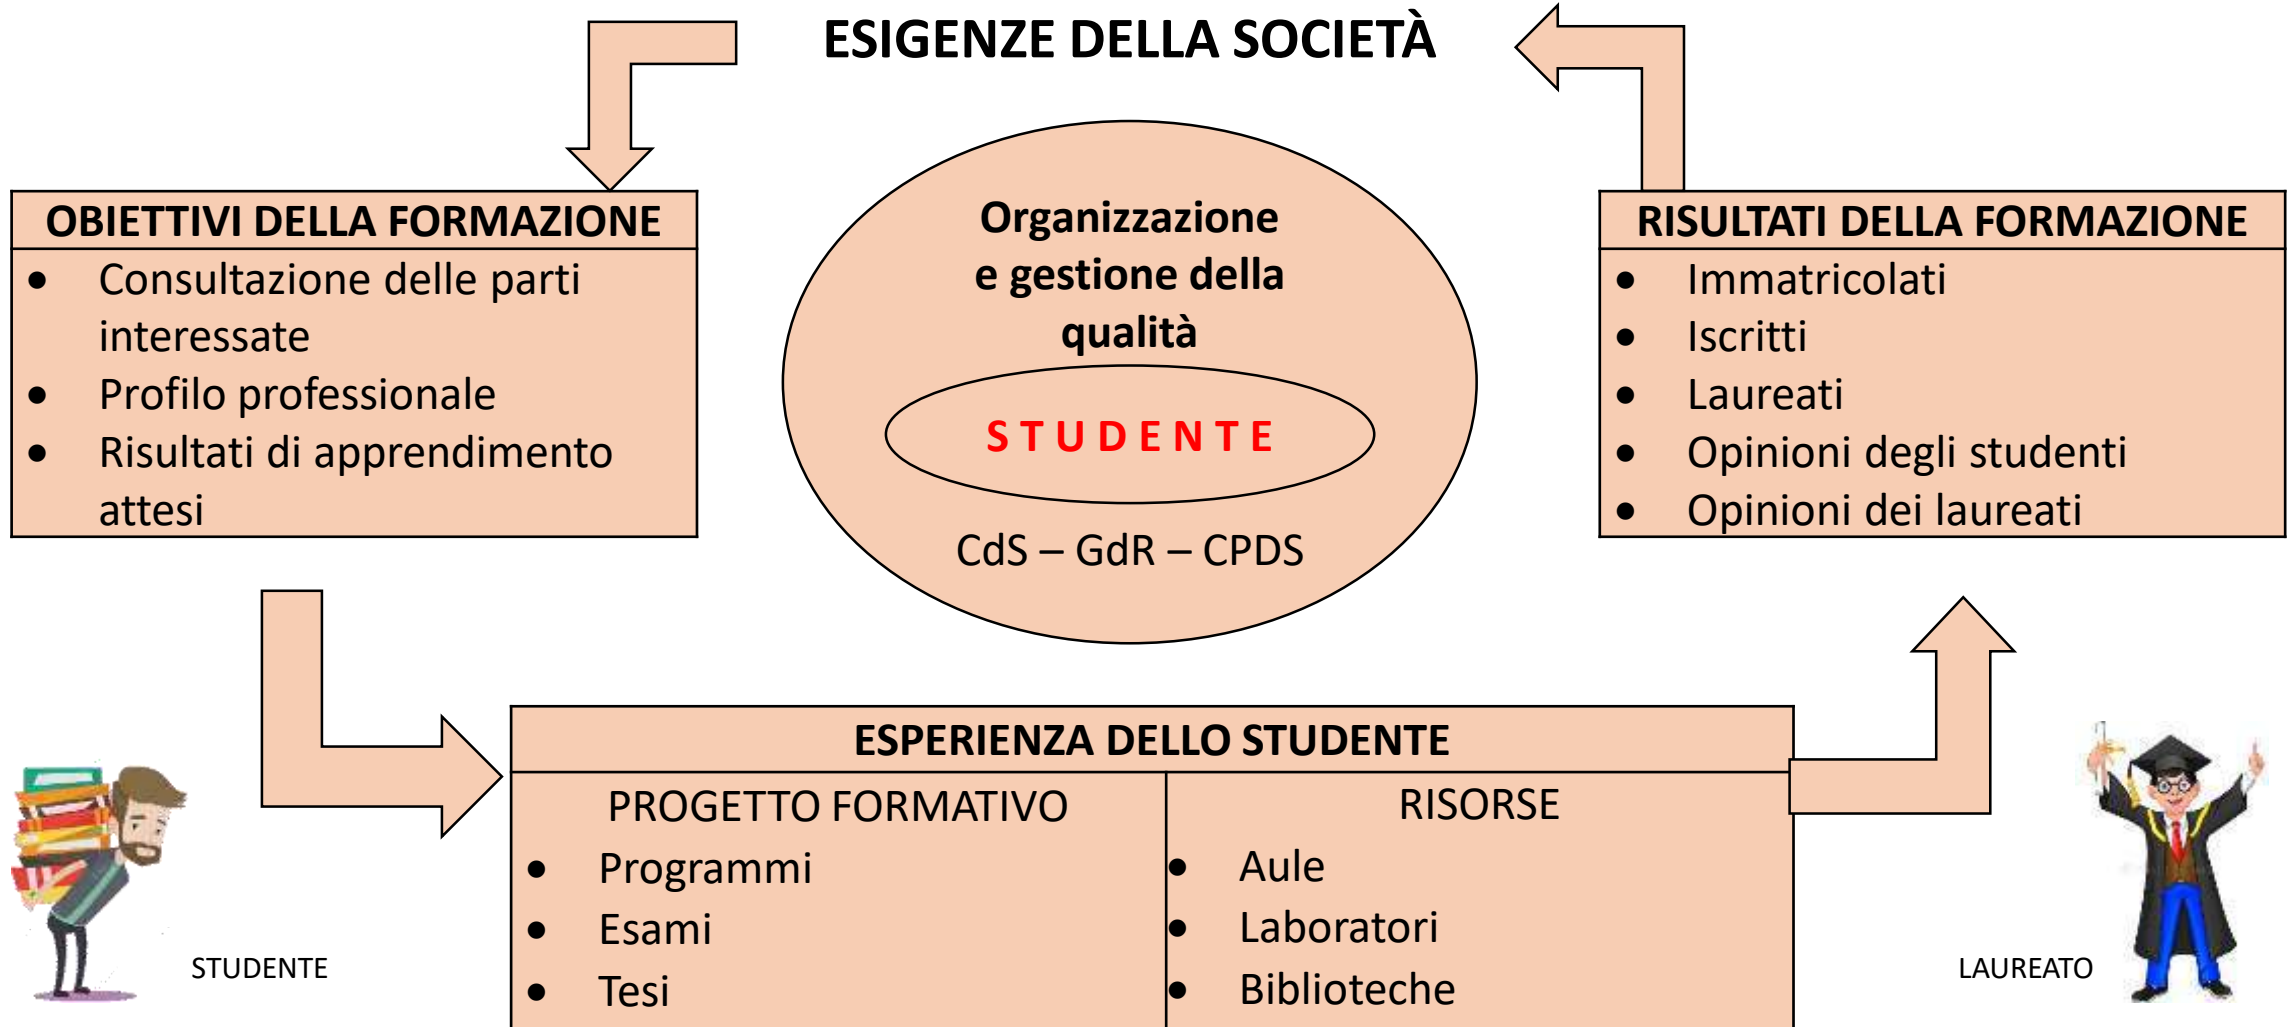 ESIGENZE DELLA SOCIETÀ
OBIETTIVI DELLA FORMAZIONE
• Consultazione delle parti
interessate
• Profilo professionale
• Risultati di apprendimento
attesi
Organizzazione
e gestione della
qualità
STUDENTE
CdS – GdR – CPDS
RISULTATI DELLA FORMAZIONE
• Immatricolati
• Iscritti
• Laureati
• Opinioni degli studenti
• Opinioni dei laureati
ESPERIENZA DELLO STUDENTE
PROGETTO FORMATIVO
• Programmi
• Esami
• Tesi
RISORSE
• Aule
• Laboratori
• Biblioteche
STUDENTE
LAUREATO